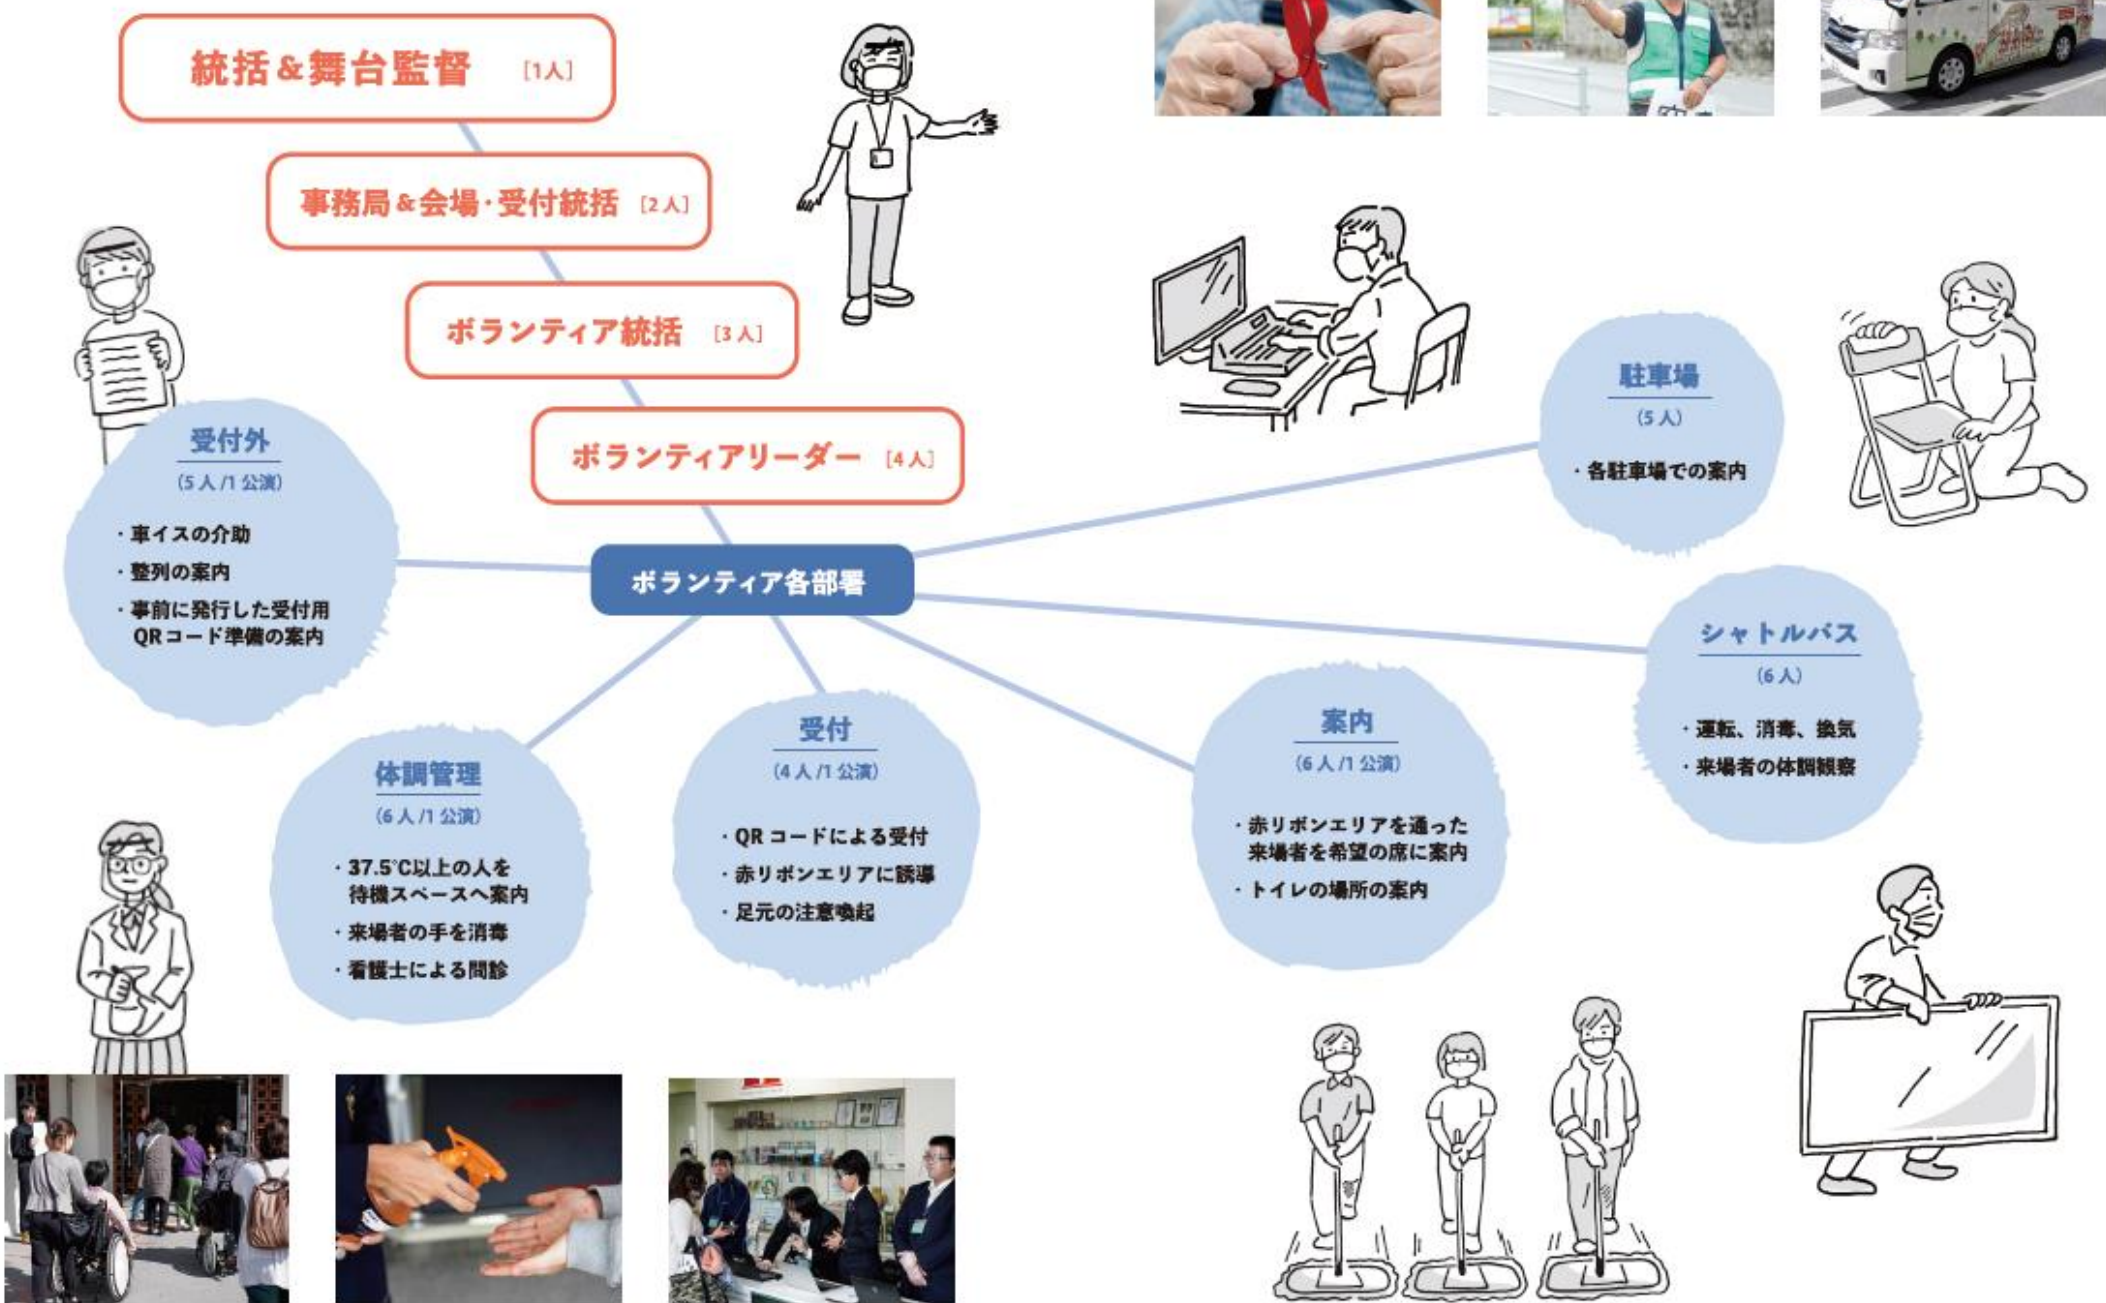 統括＆舞台監督 [1人]
事務局＆会場・受付統括 [2人]
ボランティア統括 [3人]
ボランティアリーダー [4人]
ボランティア各部署
受付外
（5人/1公演）
・車イスの介助
・整列の案内
・事前に発行した受付用
QRコード準備の案内
体調管理
（6人/1公演）
・37.5℃以上の人を
待機スペースへ案内
・来場者の手を消毒
・看護士による問診
受付
（4人/1公演）
・QRコードによる受付
・赤リボンエリアに誘導
・足元の注意喚起
案内
（6人/1公演）
・赤リボンエリアを通った
来場者を希望の席に案内
・トイレの場所の案内
シャトルバス
（6人）
・運転、消毒、換気
・来場者の体調観察
駐車場
（5人）
・各駐車場での案内